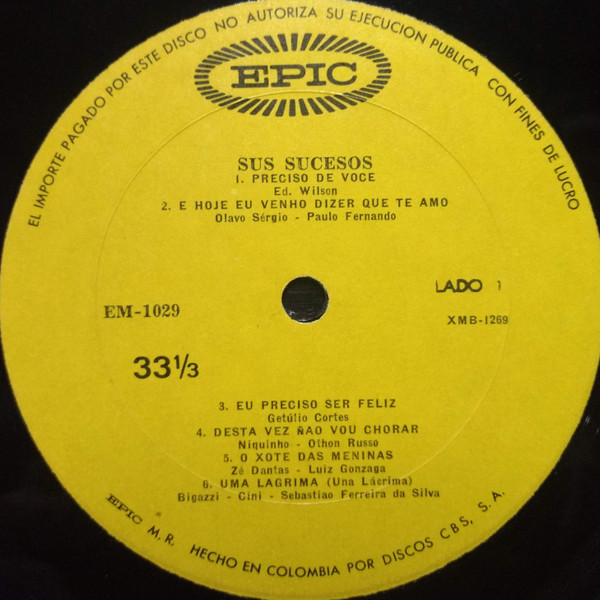 EL IMPORTE PAGADO POR ESTE DISCO NO AUTORIZA SU EJECUCION PUBLICA CON FINES DE LUCRO
EPIC
SUS SUCESOS
1. PRECISO DE VOCE
Ed. Wilson
2. E HOJE EU VENHO DIZER QUE TE AMO
Olavo Sérgio - Paulo Fernando
LADO 1
EM-1029
XMB-1269
33⅓
3. EU PRECISO SER FELIZ
Getúlio Cortes
4. DESTA VEZ ÑAO VOU CHORAR
Niquinho - Othon Russo
5. O XOTE DAS MENINAS
Zé Dantas - Luiz Gonzaga
6. UMA LAGRIMA (Una Lácrima)
Bigazzi - Cini - Sebastiao Ferreira da Silva
EPIC M. R. HECHO EN COLOMBIA POR DISCOS CBS, S. A.